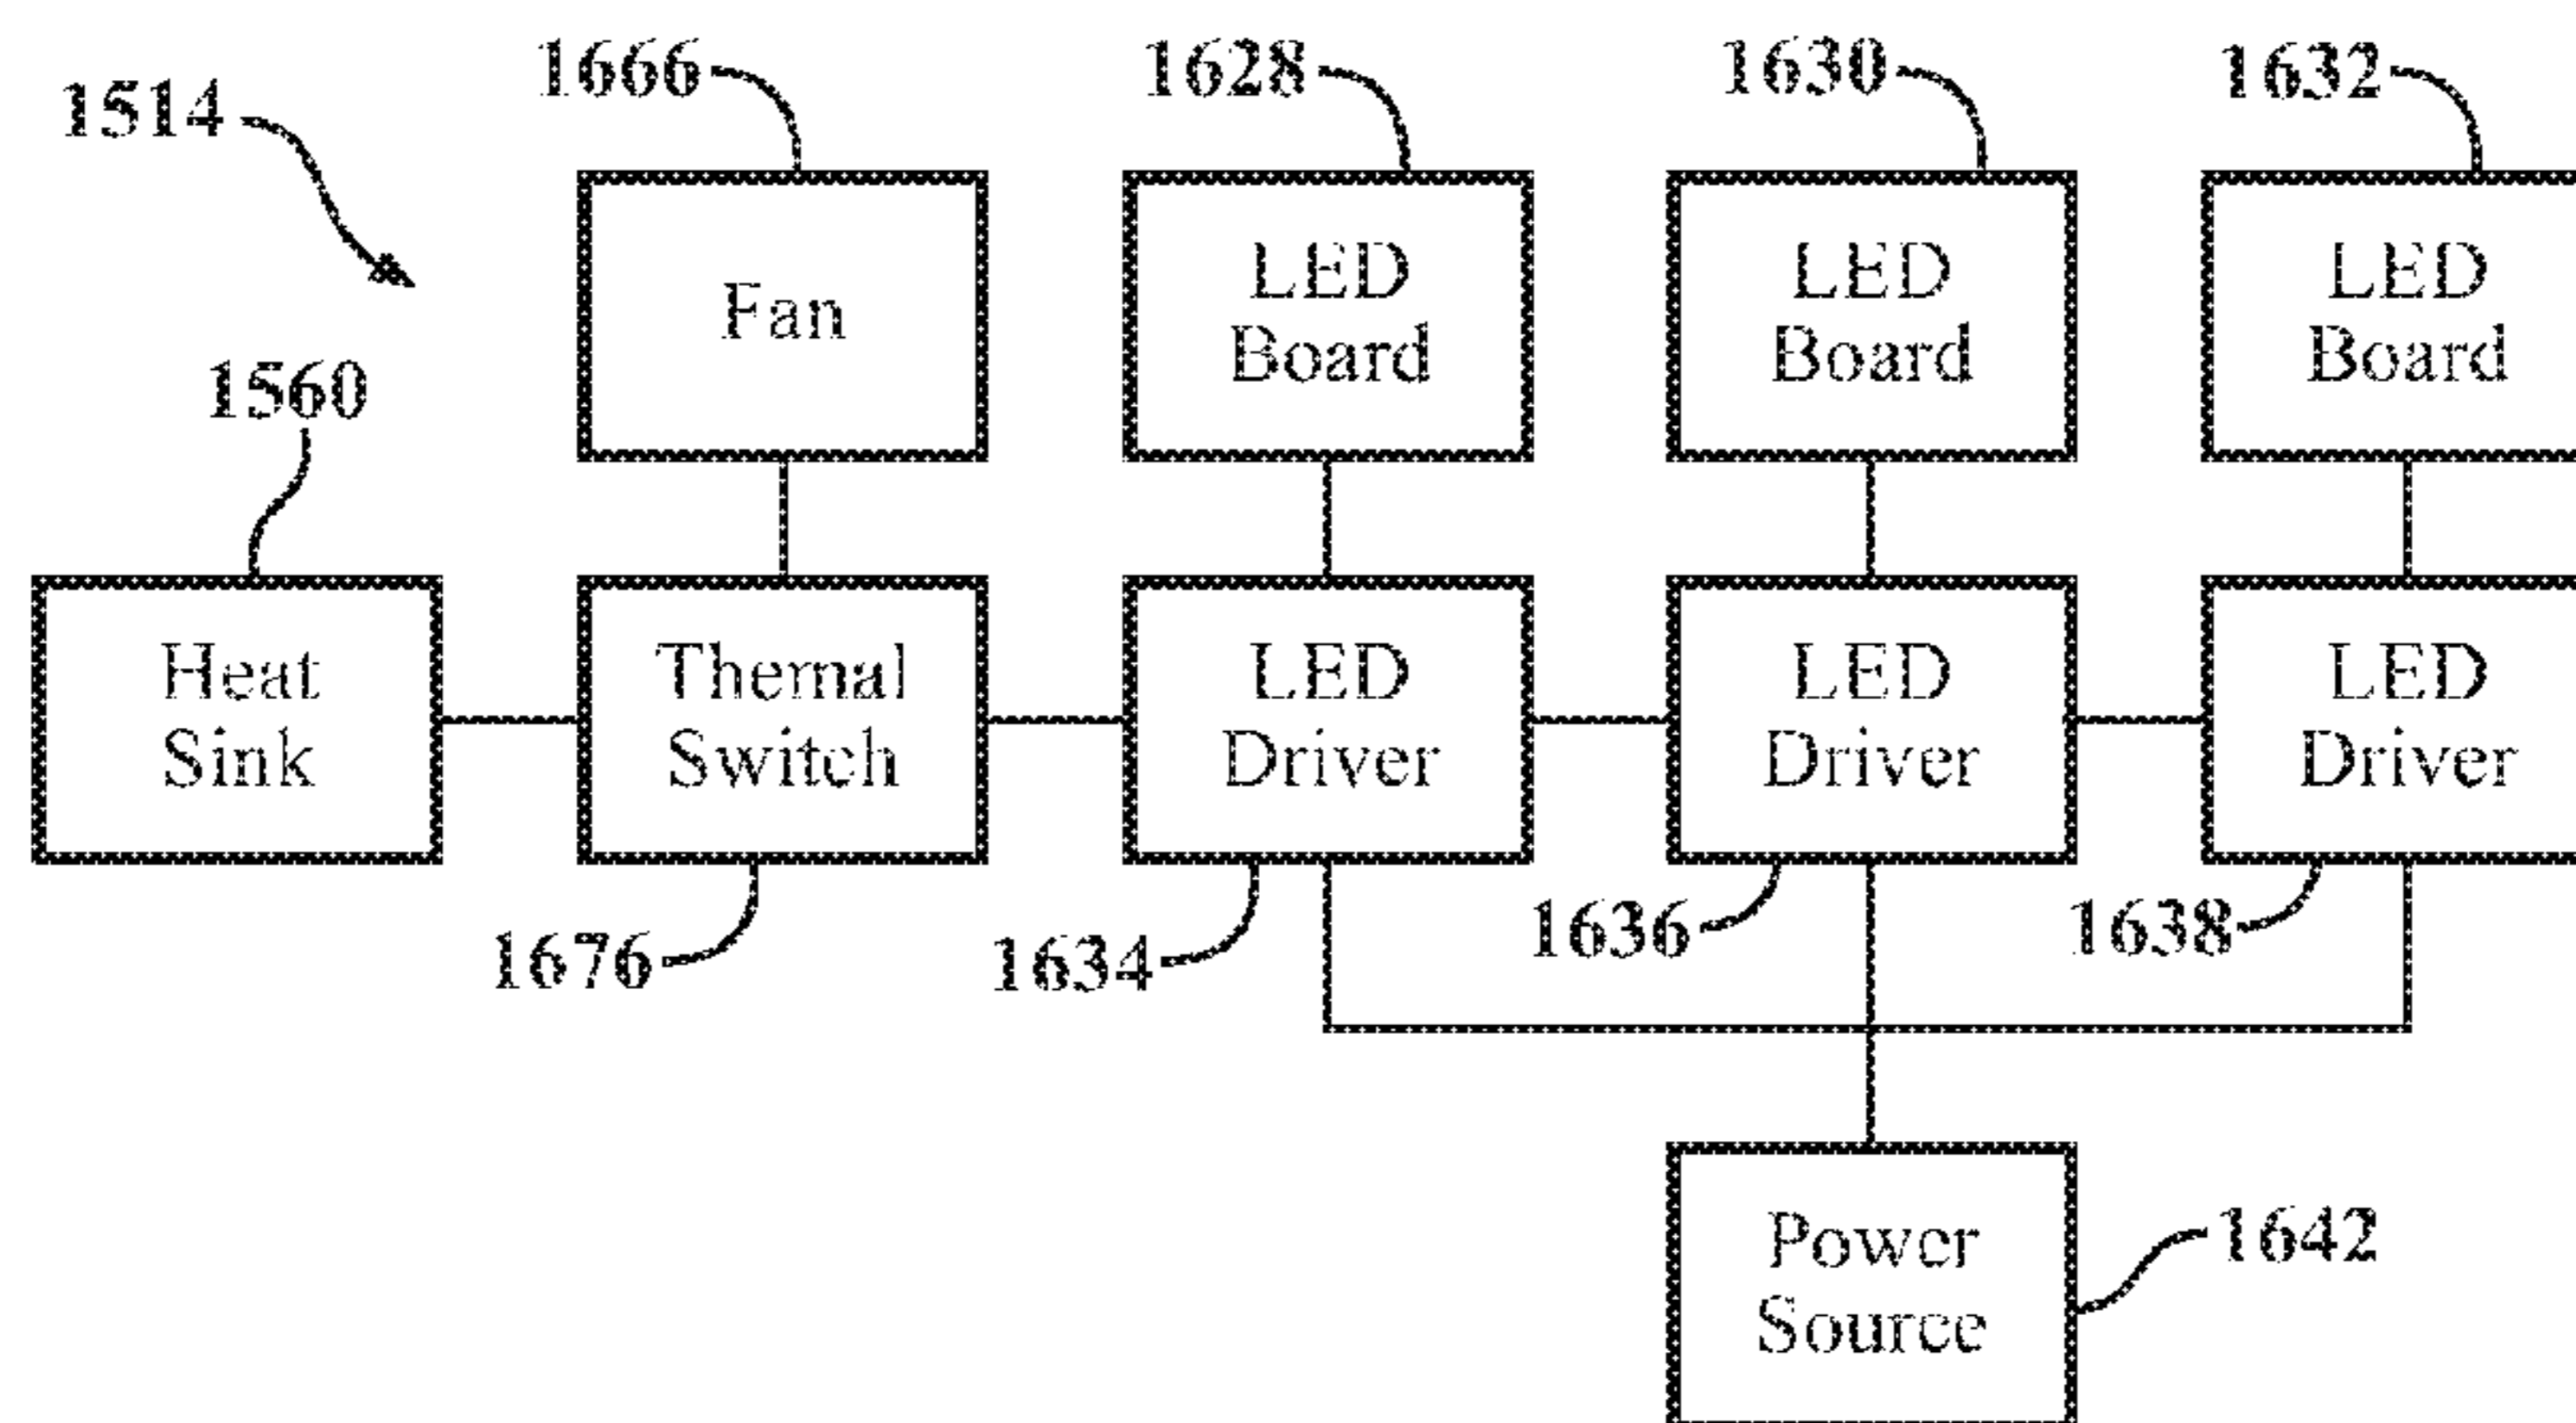 1514
1666
1628
1630
1632
Fan
LED
Board
LED
Board
LED
Board
1560
Heat
Sink
Themal
Switch
LED
Driver
LED
Driver
LED
Driver
1676
1634
1636
1638
Power
Source
1642